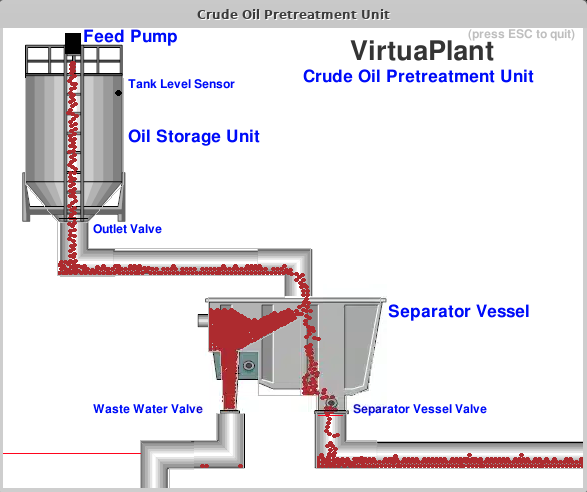 Crude Oil Pretreatment Unit
(press ESC to quit)
Feed Pump
VirtuaPlant
Crude Oil Pretreatment Unit
Tank Level Sensor
Oil Storage Unit
Outlet Valve
Separator Vessel
Waste Water Valve
Separator Vessel Valve